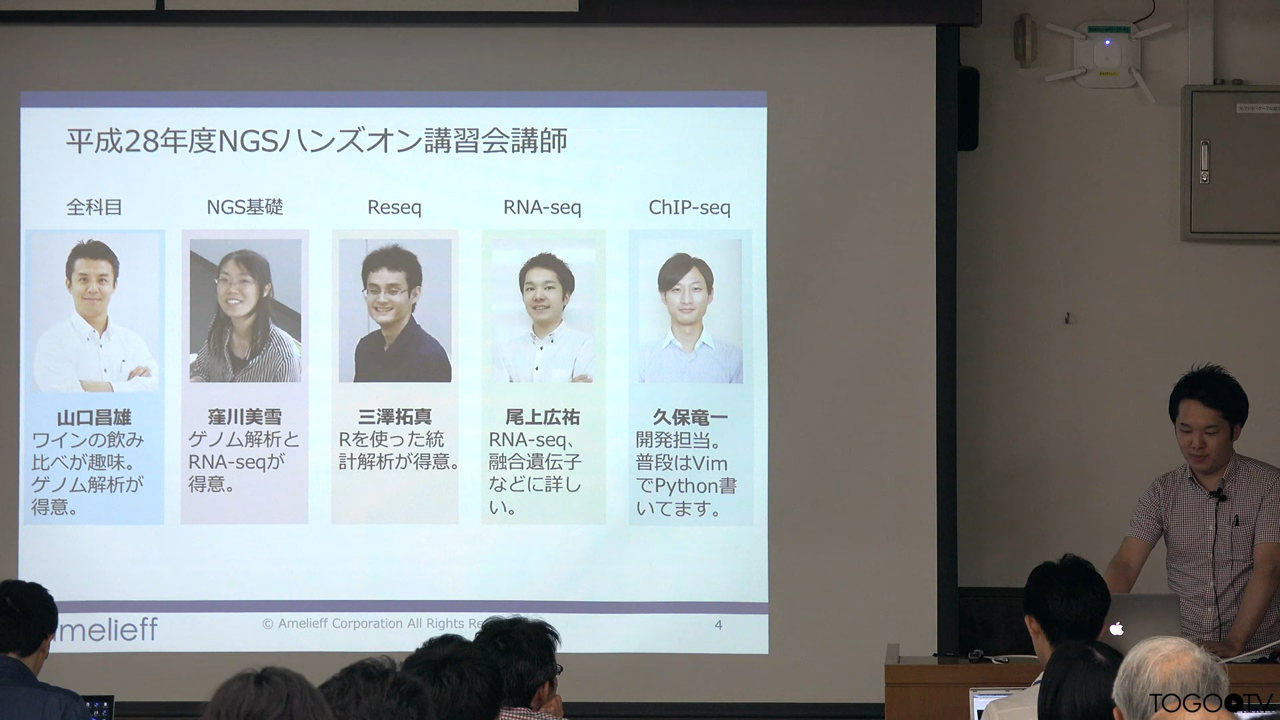 平成28年度NGSハンズオン講習会講師
全科目
NGS基礎
Reseq
RNA-seq
ChIP-seq
山口昌雄
ワインの飲み
比べが趣味。
ゲノム解析が
得意。
窪川美雪
ゲノム解析と
RNA-seqが
得意。
三澤拓真
Rを使った統
計解析が得意。
尾上広祐
RNA-seq、
融合遺伝子
などに詳し
い。
久保竜一
開発担当。
普段はVim
でPython書
いてます。
melieff
© Amelieff Corporation All Rights Re
4
TOGOTV